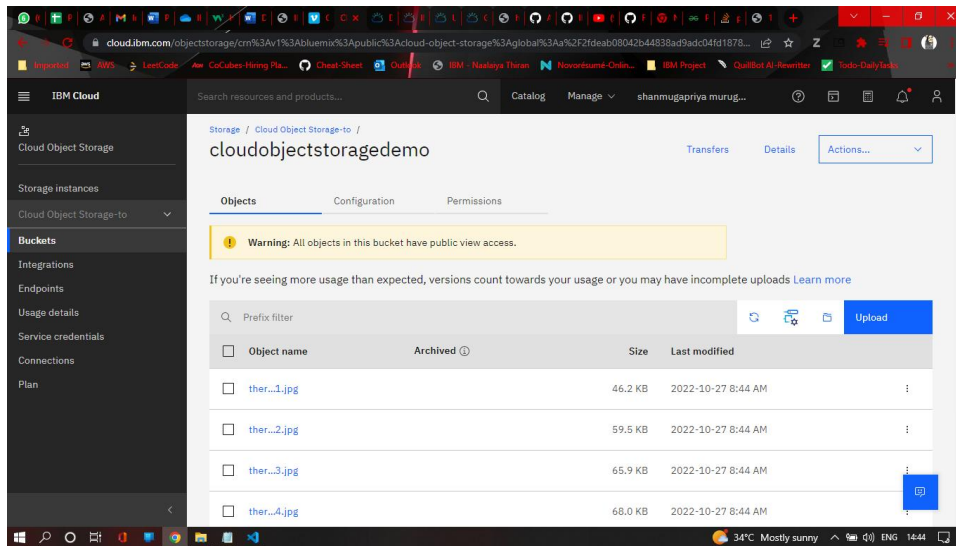 cloud.ibm.com/objectstorage/crn%3Av1%3Abluemix%3Apublic%3Acloud-object-storage%3Aglobal%3Aa%2F2fdeab08042b44838ad9adc04fd1878...
Imported AWS LeetCode CoCubes-Hiring Pla... Cheat-Sheet Outlook IBM - Naalaiya Thiran Novorésumé-Onlin... IBM Project QuillBot AI-Rewritter Todo-DailyTasks
IBM Cloud Search resources and products... Catalog Manage shanmugapriya murug...
Cloud Object Storage
Storage instances
Cloud Object Storage-to
Buckets
Integrations
Endpoints
Usage details
Service credentials
Connections
Plan
Storage / Cloud Object Storage-to /
cloudobjectstoragedemo
Transfers Details Actions...
Objects Configuration Permissions
Warning: All objects in this bucket have public view access.
If you're seeing more usage than expected, versions count towards your usage or you may have incomplete uploads Learn more
Prefix filter Upload
Object name Archived Size Last modified
ther...1.jpg 46.2 KB 2022-10-27 8:44 AM
ther...2.jpg 59.5 KB 2022-10-27 8:44 AM
ther...3.jpg 65.9 KB 2022-10-27 8:44 AM
ther...4.jpg 68.0 KB 2022-10-27 8:44 AM
34°C Mostly sunny ENG 14:44